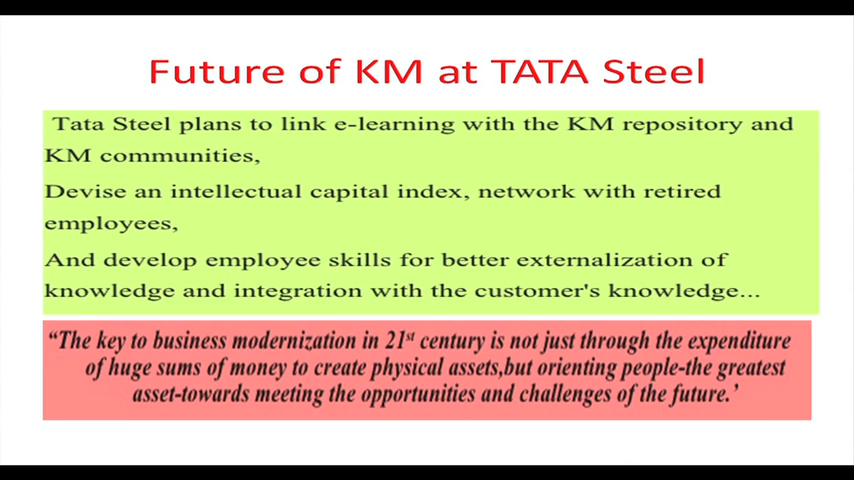 Future of KM at TATA Steel
Tata Steel plans to link e-learning with the KM repository and
KM communities,
Devise an intellectual capital index, network with retired
employees,
And develop employee skills for better externalization of
knowledge and integration with the customer's knowledge...
“The key to business modernization in 21st century is not just through the expenditure
of huge sums of money to create physical assets,but orienting people-the greatest
asset-towards meeting the opportunities and challenges of the future.’